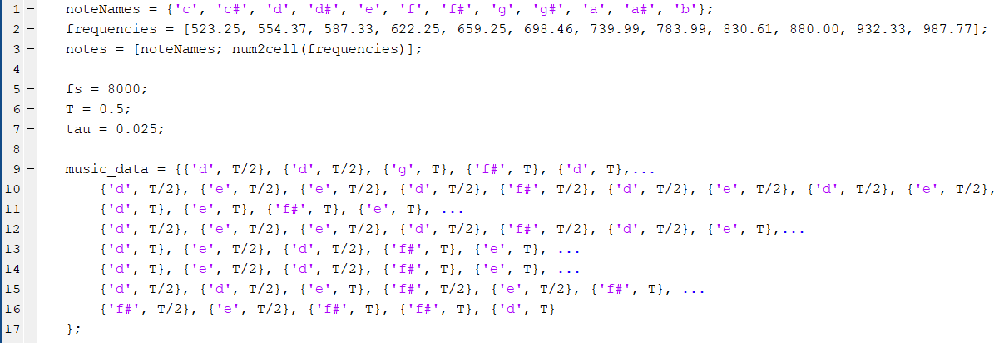 1 – noteNames = {'c', 'c#', 'd', 'd#', 'e', 'f', 'f#', 'g', 'g#', 'a', 'a#', 'b'};
2 – frequencies = [523.25, 554.37, 587.33, 622.25, 659.25, 698.46, 739.99, 783.99, 830.61, 880.00, 932.33, 987.77];
3 – notes = [noteNames; num2cell(frequencies)];
4
5 – fs = 8000;
6 – T = 0.5;
7 – tau = 0.025;
8
9 – music_data = {{'d', T/2}, {'d', T/2}, {'g', T}, {'f#', T}, {'d', T},...
10 {'d', T/2}, {'e', T/2}, {'e', T/2}, {'d', T/2}, {'f#', T/2}, {'d', T/2}, {'e', T/2}, {'d', T/2}, {'e', T/2},
11 {'d', T}, {'e', T}, {'f#', T}, {'e', T}, ...
12 {'d', T/2}, {'e', T/2}, {'e', T/2}, {'d', T/2}, {'f#', T/2}, {'d', T/2}, {'e', T},...
13 {'d', T}, {'e', T/2}, {'d', T/2}, {'f#', T}, {'e', T}, ...
14 {'d', T}, {'e', T/2}, {'d', T/2}, {'f#', T}, {'e', T}, ...
15 {'d', T/2}, {'d', T/2}, {'e', T}, {'f#', T/2}, {'e', T/2}, {'f#', T}, ...
16 {'f#', T/2}, {'e', T/2}, {'f#', T}, {'f#', T}, {'d', T}
17 };